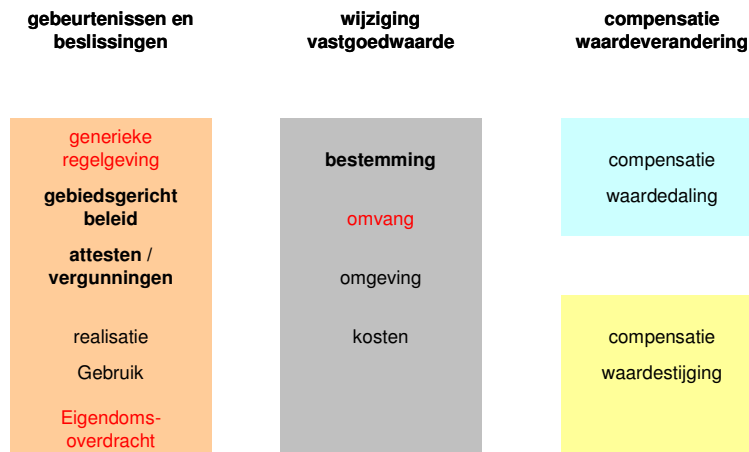 gebeurtenissen en
beslissingen
wijziging
vastgoedwaarde
compensatie
waardeverandering
generieke
regelgeving
gebiedsgericht
beleid
attesten /
vergunningen
realisatie
Gebruik
Eigendoms-
overdracht
bestemming
omvang
omgeving
kosten
compensatie
waardedaling
compensatie
waardestijging